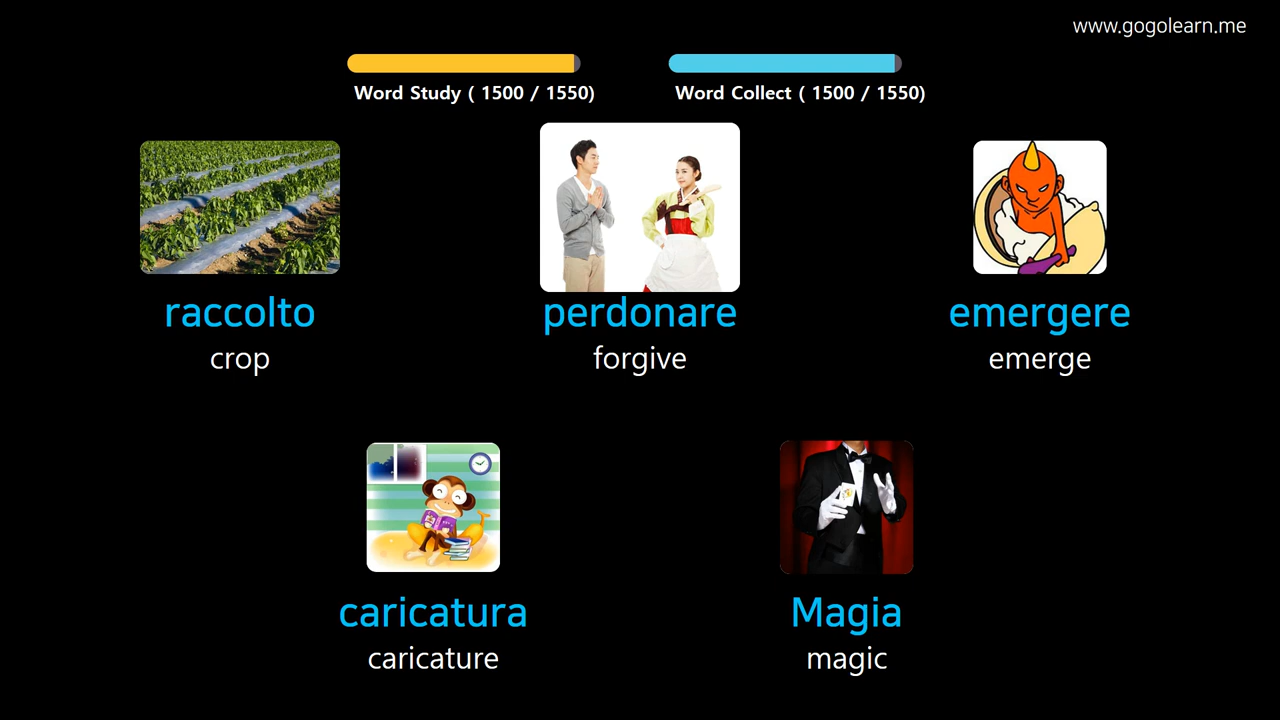 www.gogolearn.me
Word Study ( 1500 / 1550)
Word Collect ( 1500 / 1550)
raccolto
crop
perdonare
forgive
emergere
emerge
caricatura
caricature
Magia
magic